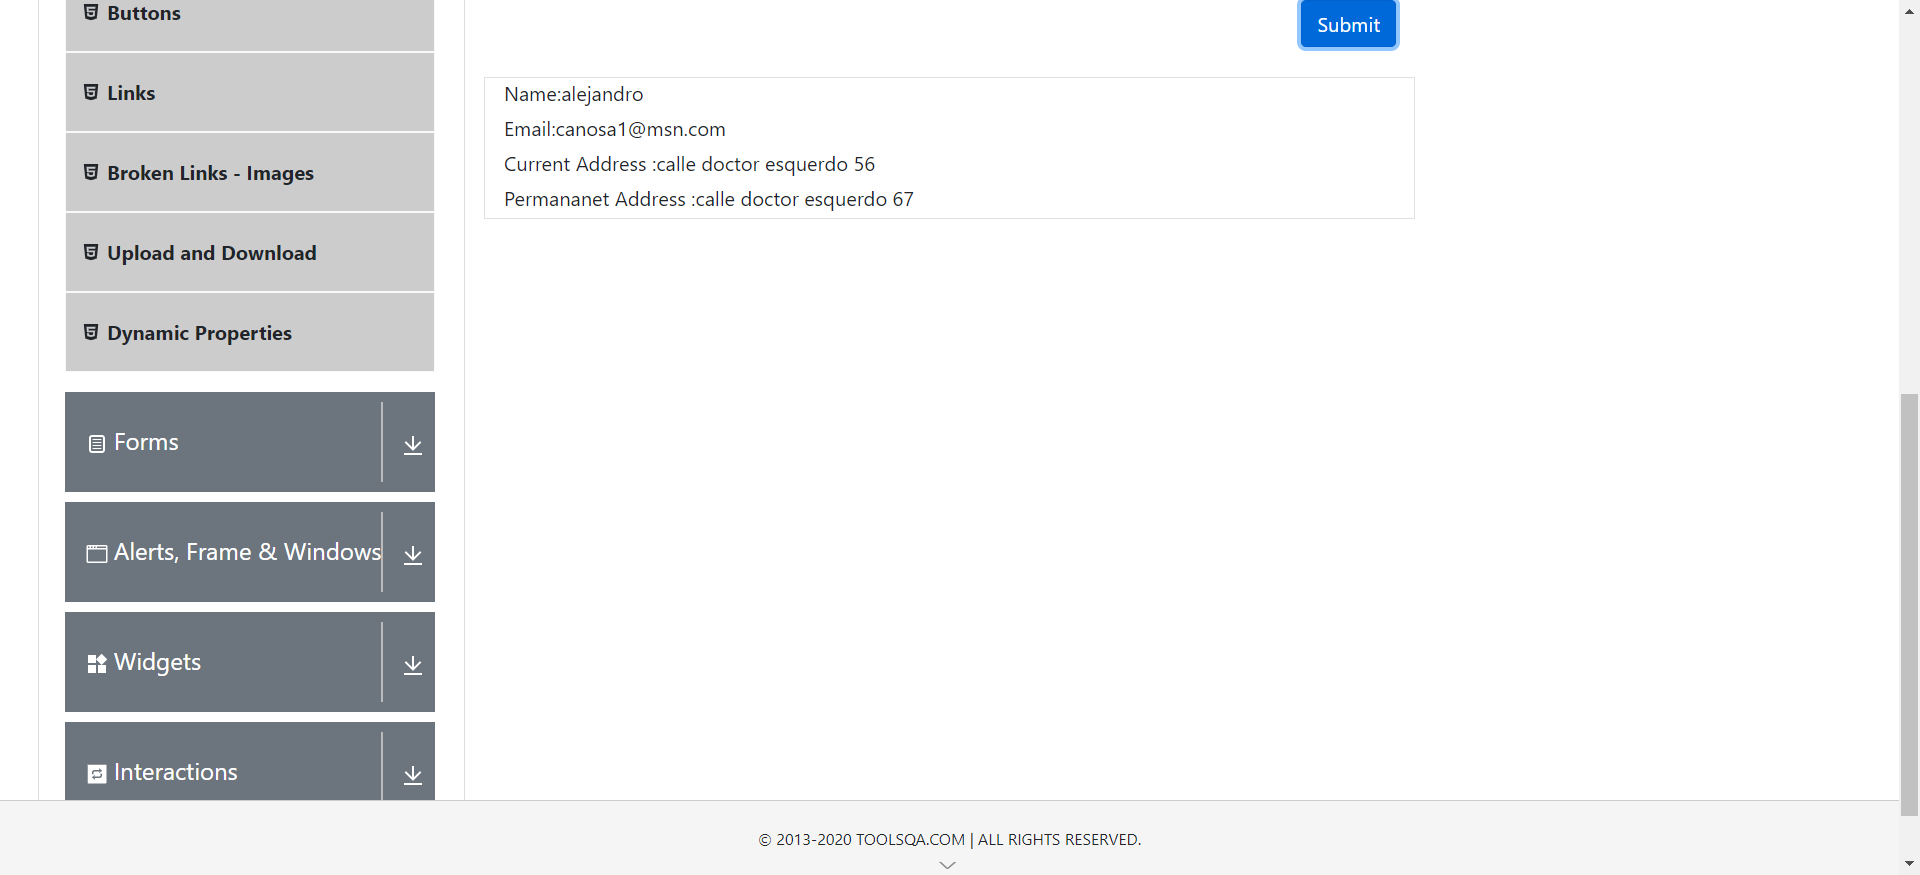 Buttons
Links
Broken Links - Images
Upload and Download
Dynamic Properties
Forms
Alerts, Frame & Windows
Widgets
Interactions
Submit
Name:alejandro
Email:canosa1@msn.com
Current Address :calle doctor esquerdo 56
Permananet Address :calle doctor esquerdo 67
© 2013-2020 TOOLSQA.COM | ALL RIGHTS RESERVED.